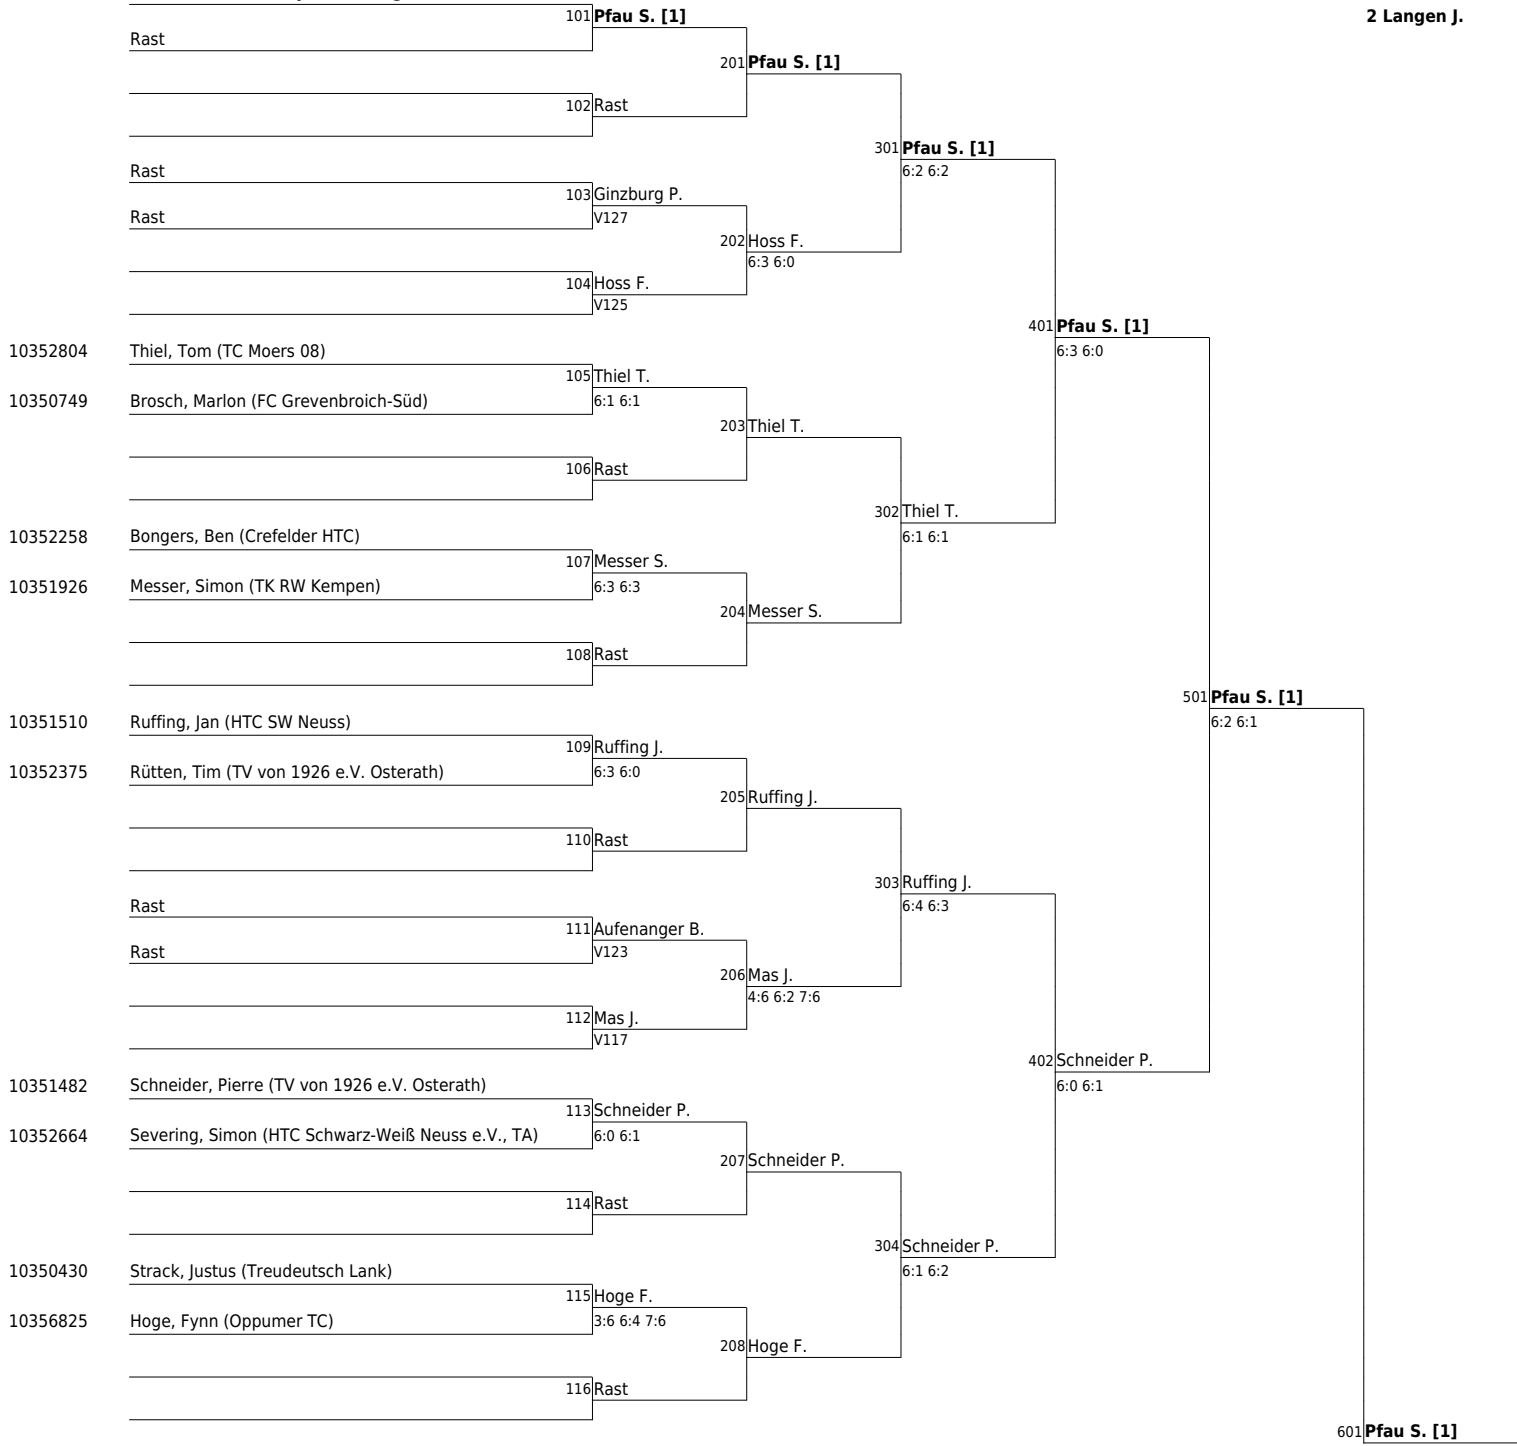 101 Pfau S. [1]
2 Langen J.
Rast
201 Pfau S. [1]
102 Rast
301 Pfau S. [1]
Rast
6:2 6:2
103 Ginzburg P.
Rast
V127
202 Hoss F.
6:3 6:0
104 Hoss F.
V125
401 Pfau S. [1]
10352804 Thiel, Tom (TC Moers 08)
6:3 6:0
105 Thiel T.
10350749 Brosch, Marlon (FC Grevenbroich-Süd)
6:1 6:1
203 Thiel T.
106 Rast
302 Thiel T.
10352258 Bongers, Ben (Crefelder HTC)
6:1 6:1
107 Messer S.
10351926 Messer, Simon (TK RW Kempen)
6:3 6:3
204 Messer S.
108 Rast
501 Pfau S. [1]
10351510 Ruffing, Jan (HTC SW Neuss)
6:2 6:1
109 Ruffing J.
10352375 Rütten, Tim (TV von 1926 e.V. Osterath)
6:3 6:0
205 Ruffing J.
110 Rast
303 Ruffing J.
Rast
6:4 6:3
111 Aufenanger B.
Rast
V123
206 Mas J.
4:6 6:2 7:6
112 Mas J.
V117
402 Schneider P.
10351482 Schneider, Pierre (TV von 1926 e.V. Osterath)
6:0 6:1
113 Schneider P.
10352664 Severing, Simon (HTC Schwarz-Weiß Neuss e.V., TA)
6:0 6:1
207 Schneider P.
114 Rast
304 Schneider P.
10350430 Strack, Justus (Treudeutsch Lank)
6:1 6:2
115 Hoge F.
10356825 Hoge, Fynn (Oppumer TC)
3:6 6:4 7:6
208 Hoge F.
116 Rast
601 Pfau S. [1]